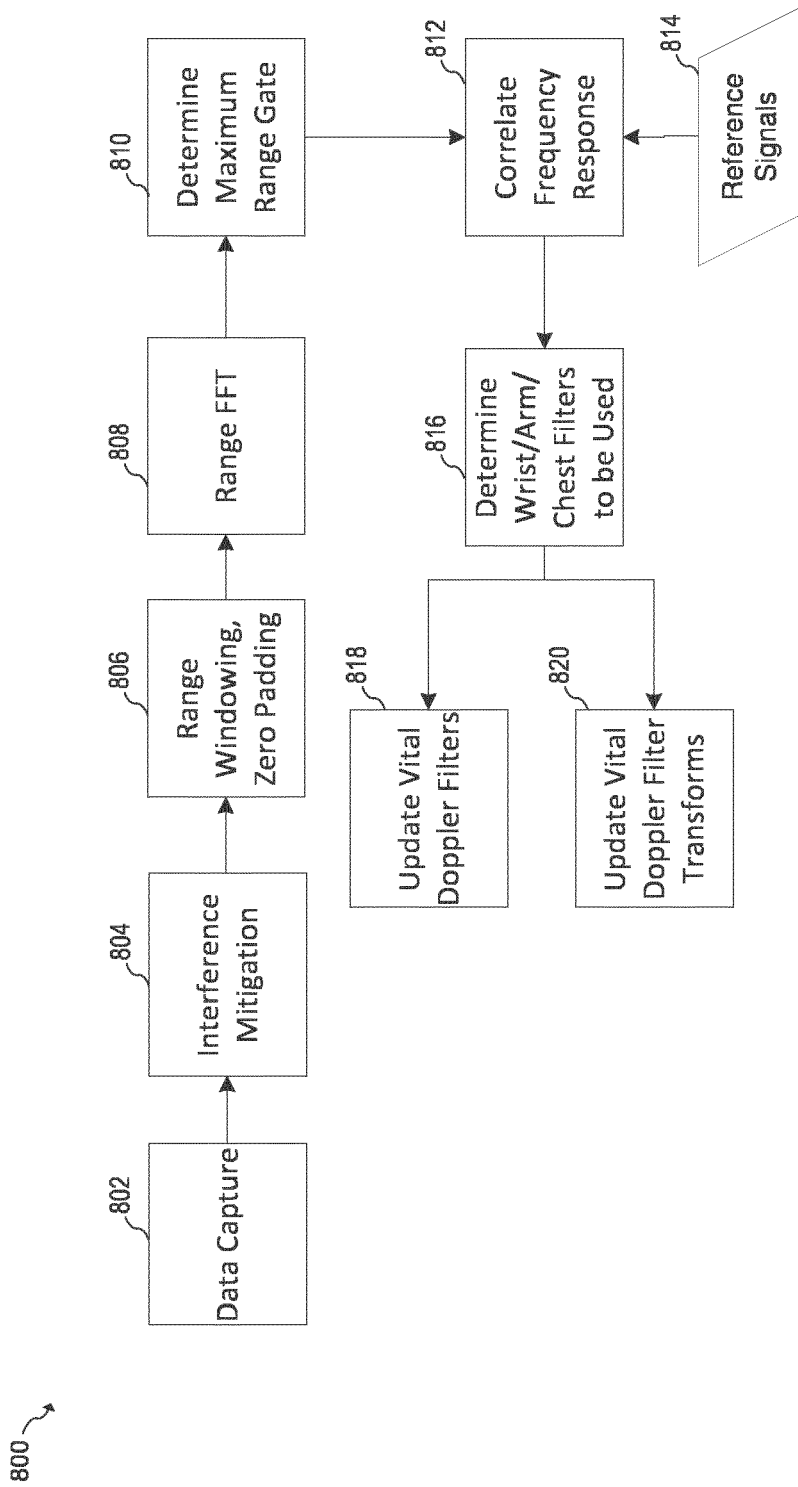 800
802
Data Capture
804
Interference
Mitigation
806
Range
Windowing,
Zero Padding
808
Range FFT
810
Determine
Maximum
Range Gate
812
Correlate
Frequency
Response
814
Reference
Signals
816
Determine
Wrist/Arm/
Chest Filters
to be Used
818
Update Vital
Doppler Filters
820
Update Vital
Doppler Filter
Transforms